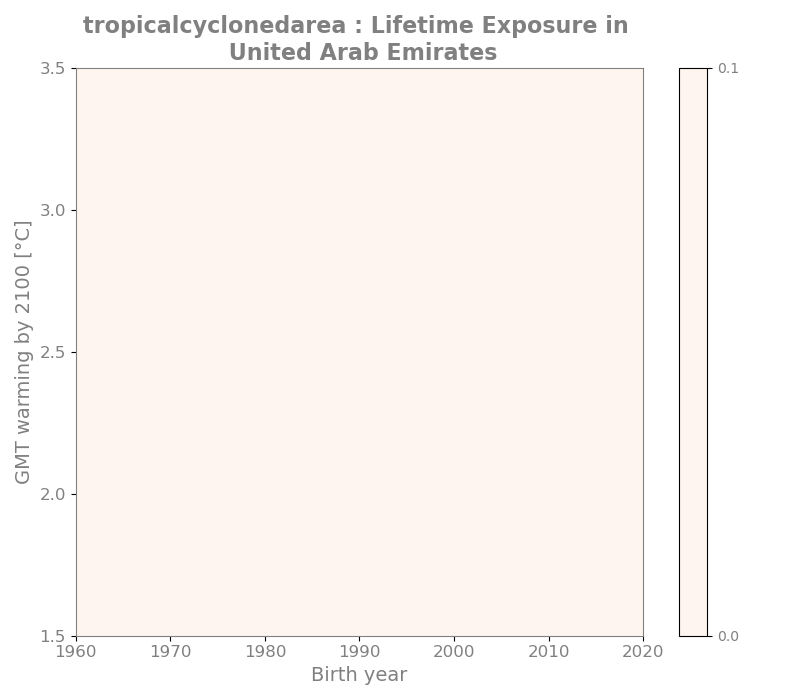 tropicalcyclonedarea : Lifetime Exposure in
United Arab Emirates
3.5
3.0
2.5
2.0
1.5
GMT warming by 2100 [°C]
1960 1970 1980 1990 2000 2010 2020
Birth year
0.1
0.0